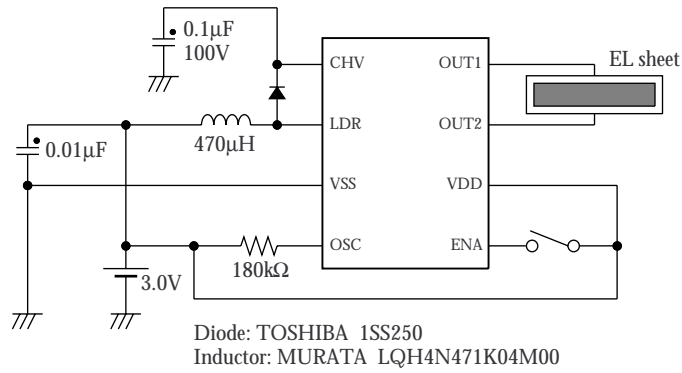 0.1µF
100V
CHV
OUT1
EL sheet
LDR
OUT2
470µH
0.01µF
VSS
VDD
OSC
ENA
180kΩ
3.0V
Diode: TOSHIBA 1SS250
Inductor: MURATA LQH4N471K04M00